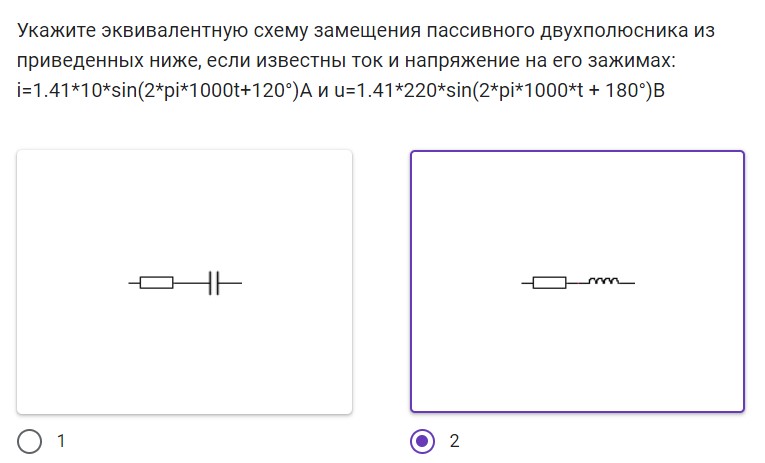 Укажите эквивалентную схему замещения пассивного двухполюсника из
приведенных ниже, если известны ток и напряжение на его зажимах:
i=1.41*10*sin(2*pi*1000t+120°)А и u=1.41*220*sin(2*pi*1000*t + 180°)В
1
2